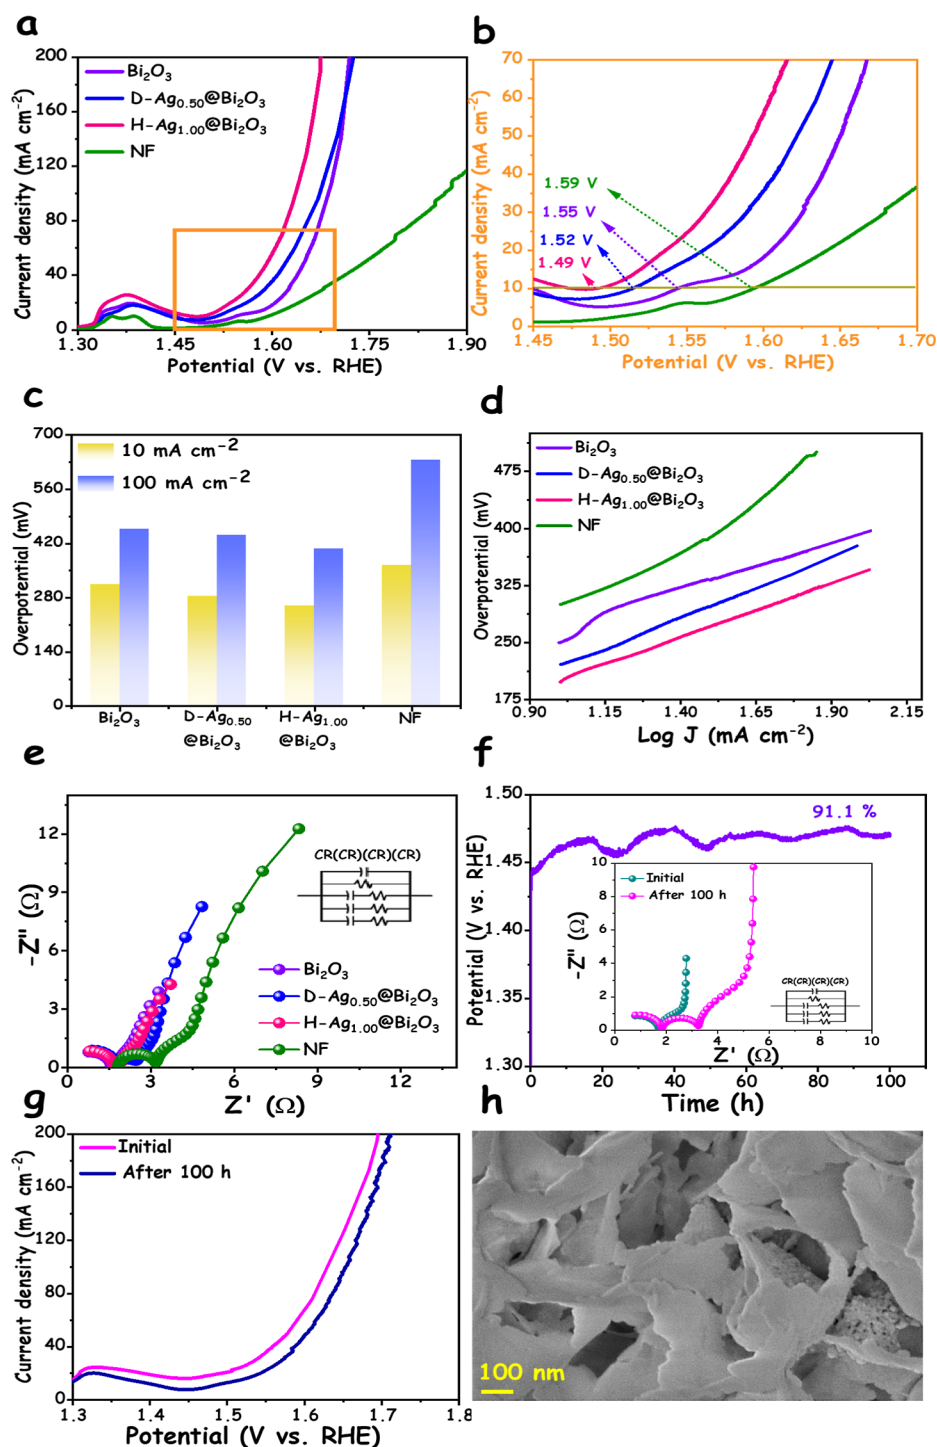 a
200
160
120
80
40
0
Current density (mA cm⁻²)
Bi₂O₃
D-Ag₀.₅₀@Bi₂O₃
H-Ag₁.₀₀@Bi₂O₃
NF
1.30
1.45
1.60
1.75
1.90
Potential (V vs. RHE)
b
70
60
50
40
30
20
10
0
Current density (mA cm⁻²)
1.59 V
1.55 V
1.52 V
1.49 V
1.45
1.50
1.55
1.60
1.65
1.70
Potential (V vs. RHE)
c
700
560
420
280
140
0
Overpotential (mV)
10 mA cm⁻²
100 mA cm⁻²
Bi₂O₃
D-Ag₀.₅₀
@Bi₂O₃
H-Ag₁.₀₀
@Bi₂O₃
NF
d
475
400
325
250
175
Overpotential (mV)
Bi₂O₃
D-Ag₀.₅₀@Bi₂O₃
H-Ag₁.₀₀@Bi₂O₃
NF
0.90
1.15
1.40
1.65
1.90
2.15
Log J (mA cm⁻²)
e
12
9
6
3
0
-Z'' (Ω)
CR(CR)(CR)(CR)
Bi₂O₃
D-Ag₀.₅₀@Bi₂O₃
H-Ag₁.₀₀@Bi₂O₃
NF
0
3
6
9
12
Z' (Ω)
f
1.50
1.45
1.40
1.35
1.30
Potential (V vs. RHE)
91.1 %
10
8
6
4
2
0
-Z'' (Ω)
Initial
After 100 h
CR(CR)(CR)(CR)
0
2
4
6
8
10
Z' (Ω)
0
20
40
60
80
100
Time (h)
g
200
160
120
80
40
0
Current density (mA cm⁻²)
Initial
After 100 h
1.3
1.4
1.5
1.6
1.7
1.8
Potential (V vs. RHE)
h
100 nm